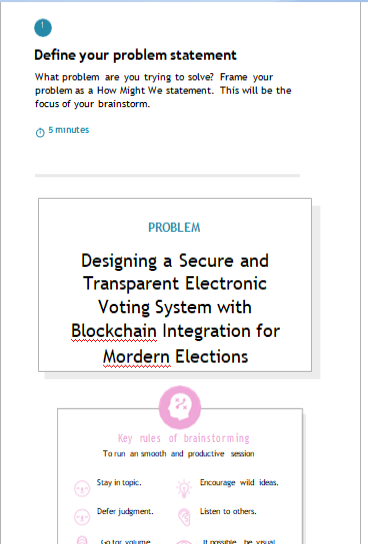 1
Define your problem statement
What problem are you trying to solve? Frame your
problem as a How Might We statement. This will be the
focus of your brainstorm.
5 minutes
PROBLEM
Designing a Secure and
Transparent Electronic
Voting System with
Blockchain Integration for
Mordern Elections
Key rules of brainstorming
To run an smooth and productive session
Stay in topic.
Encourage wild ideas.
Defer judgment.
Listen to others.
Go for volume.
If possible, be visual.